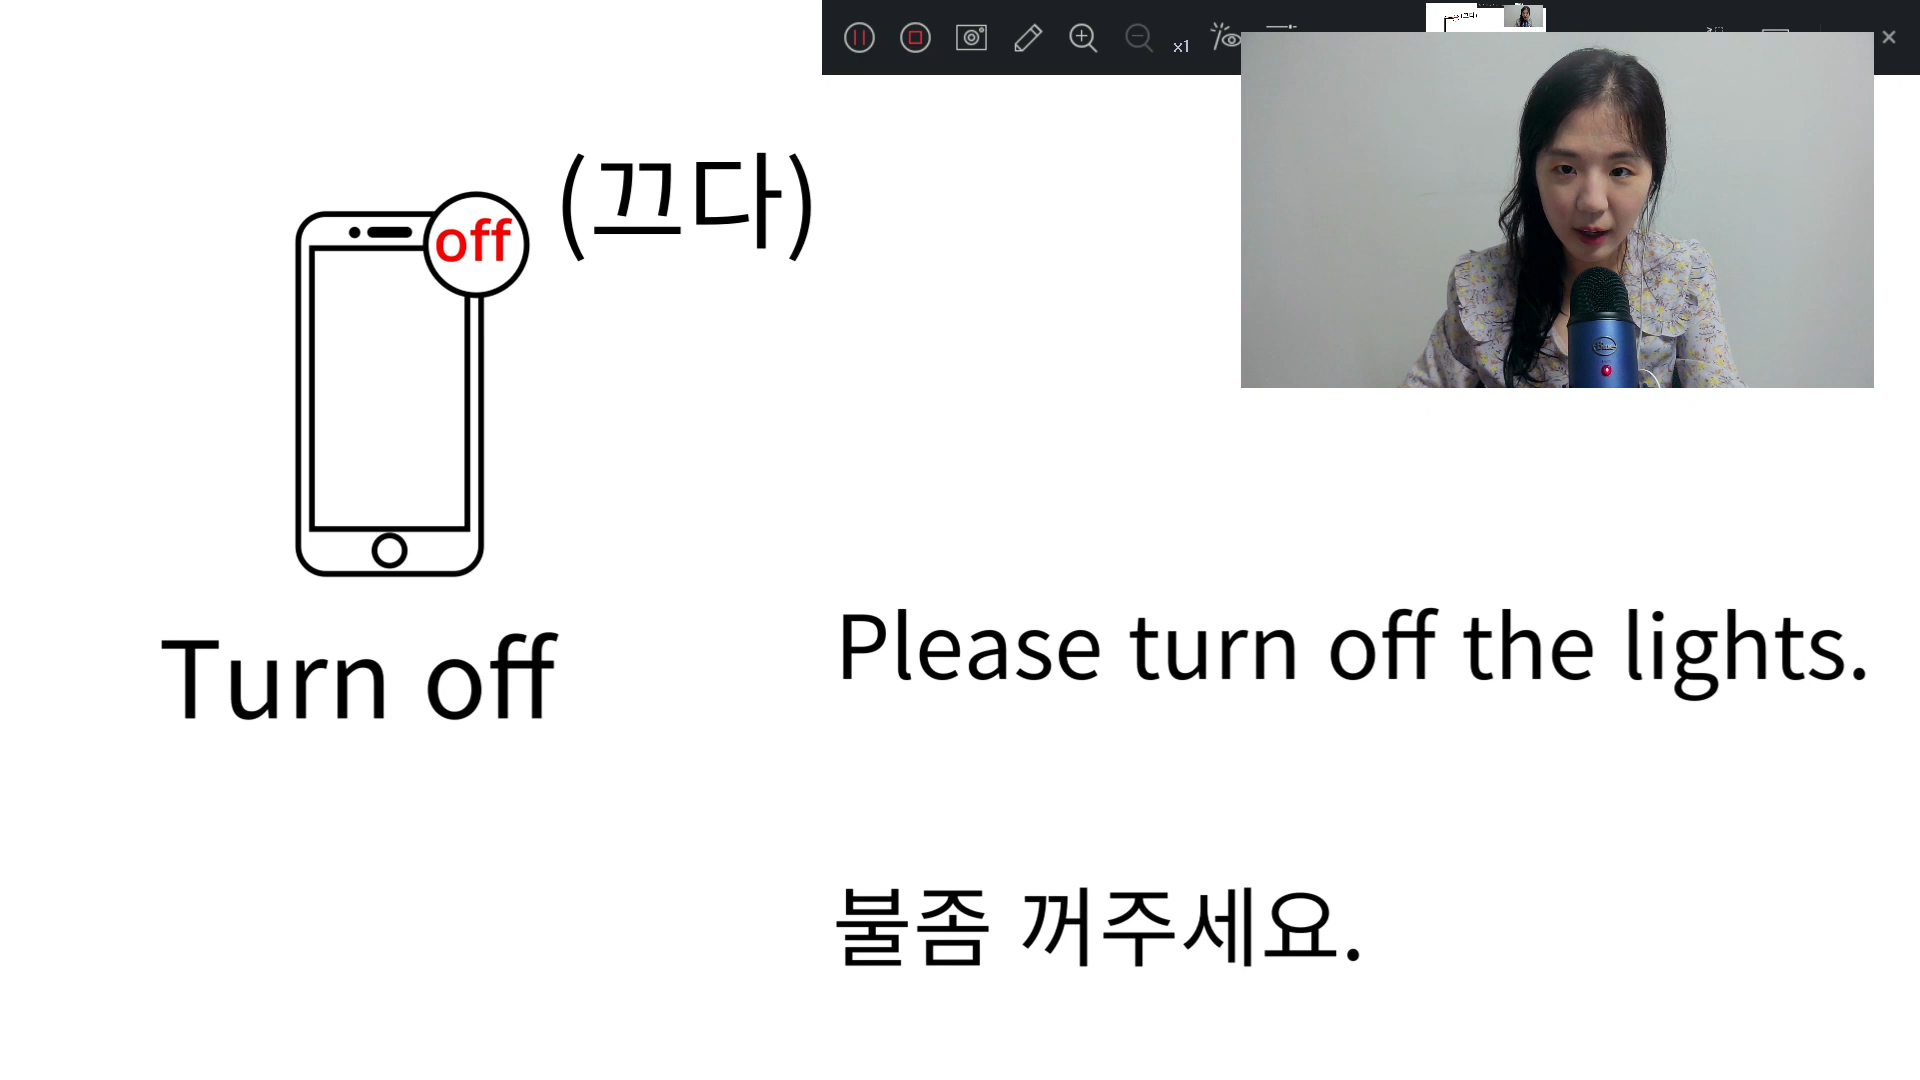 x1
(끄다)
off
Turn off
Please turn off the lights.
불좀 꺼주세요.